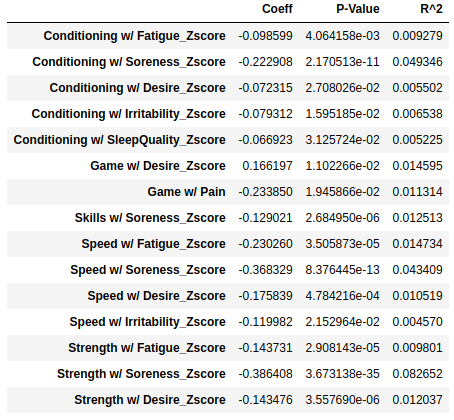 Coeff P-Value R^2
Conditioning w/ Fatigue_Zscore -0.098599 4.064158e-03 0.009279
Conditioning w/ Soreness_Zscore -0.222908 2.170513e-11 0.049346
Conditioning w/ Desire_Zscore -0.072315 2.708026e-02 0.005502
Conditioning w/ Irritability_Zscore -0.079312 1.595185e-02 0.006538
Conditioning w/ SleepQuality_Zscore -0.066923 3.125724e-02 0.005225
Game w/ Desire_Zscore 0.166197 1.102266e-02 0.014595
Game w/ Pain -0.233850 1.945866e-02 0.011314
Skills w/ Soreness_Zscore -0.129021 2.684950e-06 0.012513
Speed w/ Fatigue_Zscore -0.230260 3.505873e-05 0.014734
Speed w/ Soreness_Zscore -0.368329 8.376445e-13 0.043409
Speed w/ Desire_Zscore -0.175839 4.784216e-04 0.010519
Speed w/ Irritability_Zscore -0.119982 2.152964e-02 0.004570
Strength w/ Fatigue_Zscore -0.143731 2.908143e-05 0.009801
Strength w/ Soreness_Zscore -0.386408 3.673138e-35 0.082652
Strength w/ Desire_Zscore -0.143476 3.557690e-06 0.012037